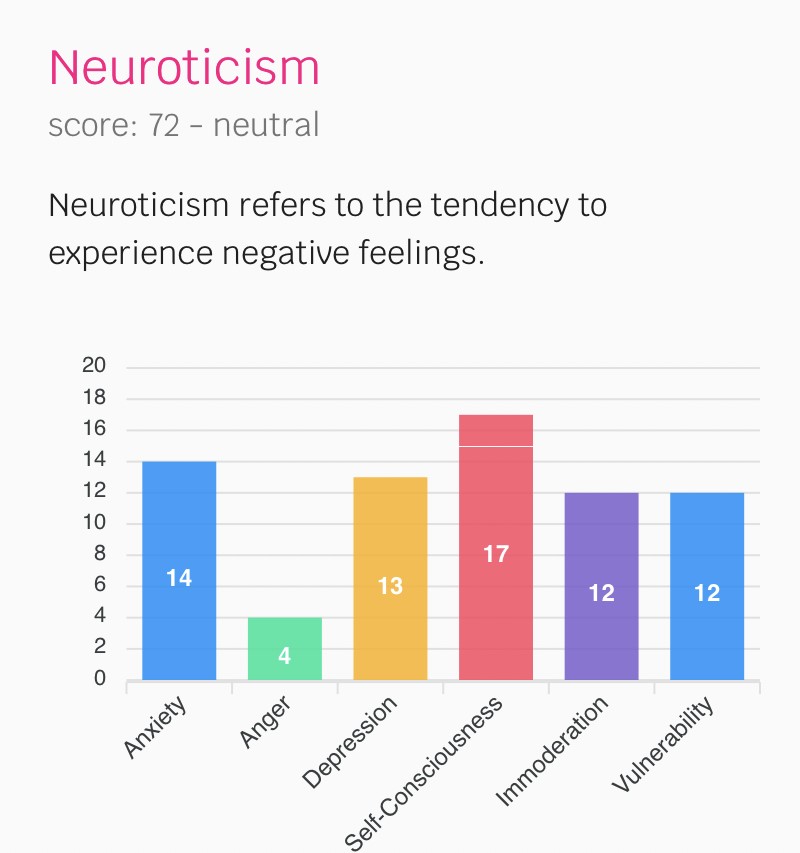 Neuroticism
score: 72 - neutral
Neuroticism refers to the tendency to
experience negative feelings.
20
18
16
14
12
10
8
6
4
2
0
14
4
13
17
12
12
Anxiety
Anger
Depression
Self-Consciousness
Immoderation
Vulnerability